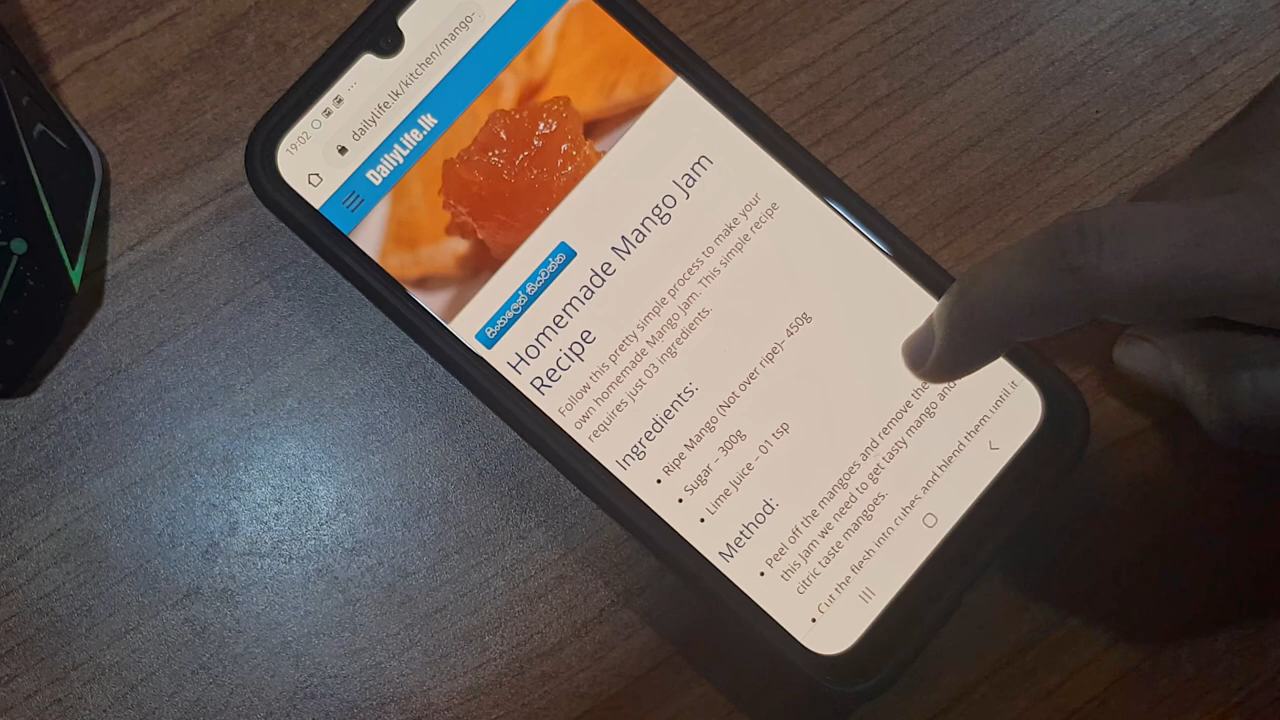 19:02
dailylife.lk/kitchen/mango-
DailyLife.lk
සිංහලෙන් කියවන්න
Homemade Mango Jam
Recipe
Follow this pretty simple process to make your
own homemade Mango Jam. This simple recipe
requires just 03 ingredients.
Ingredients:
• Ripe Mango (Not over ripe)– 450g
• Sugar – 300g
• Lime Juice – 01 tsp
Method:
• Peel off the mangoes and remove the
this jam we need to get tasty mango and
citric taste mangoes.
• Cut the flesh into cubes and blend them until it